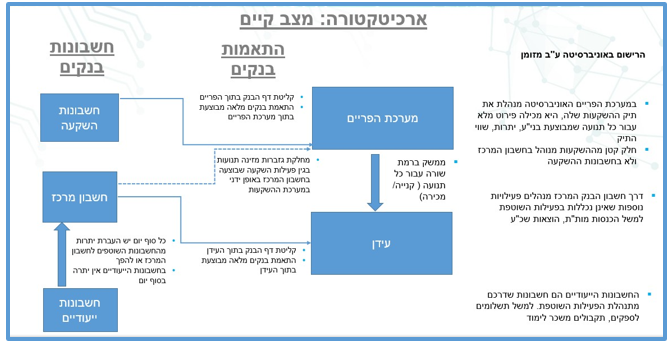 ארכיטקטורה: מצב קיים
חשבונות
בנקים
התאמות
בנקים
הרישום באוניברסיטה ע"ב מזומן
חשבונות
השקעה
• קליטת דף הבנק בתוך הפריים
• התאמת בנקים מלאה מבוצעת
בתוך מערכת הפריים
מערכת הפריים
• במערכת הפריים האוניברסיטה מנהלת את
תיק ההשקעות שלה, היא מכילה פירוט מלא
עבור כל תנועה שמבוצעת בני"ע, יתרות, שווי
התיק
• חלק קטן מההשקעות מנוהל בחשבון המרכז
ולא בחשבונות ההשקעה
• מחלקת גזברות מזינה תנועות
בגין פעילות השקעה שבוצעה
בחשבון המרכז באופן ידני
במערכת ההשקעות
• ממשק ברמת
שורה עבור כל
תנועה ( קנייה/
מכירה)
חשבון מרכז
• דרך חשבון הבנק המרכז מנהלים פעילויות
נוספות שאינן נכללות בפעילות השוטפת
למשל הכנסות מות"ת, הוצאות שכ"ע
• כל סוף יום יש העברת יתרות
מהחשבונות השוטפים לחשבון
המרכז או להפך
• בחשבונות הייעודיים אין יתרה
בסוף יום
• קליטת דף הבנק בתוך העידן
• התאמת בנקים מלאה מבוצעת
בתוך העידן
עידן
חשבונות
ייעודיים
• החשבונות הייעודיים הם חשבונות שדרכם
מתנהלת הפעילות השוטפת. למשל תשלומים
לספקים, תקבולים משכר לימוד